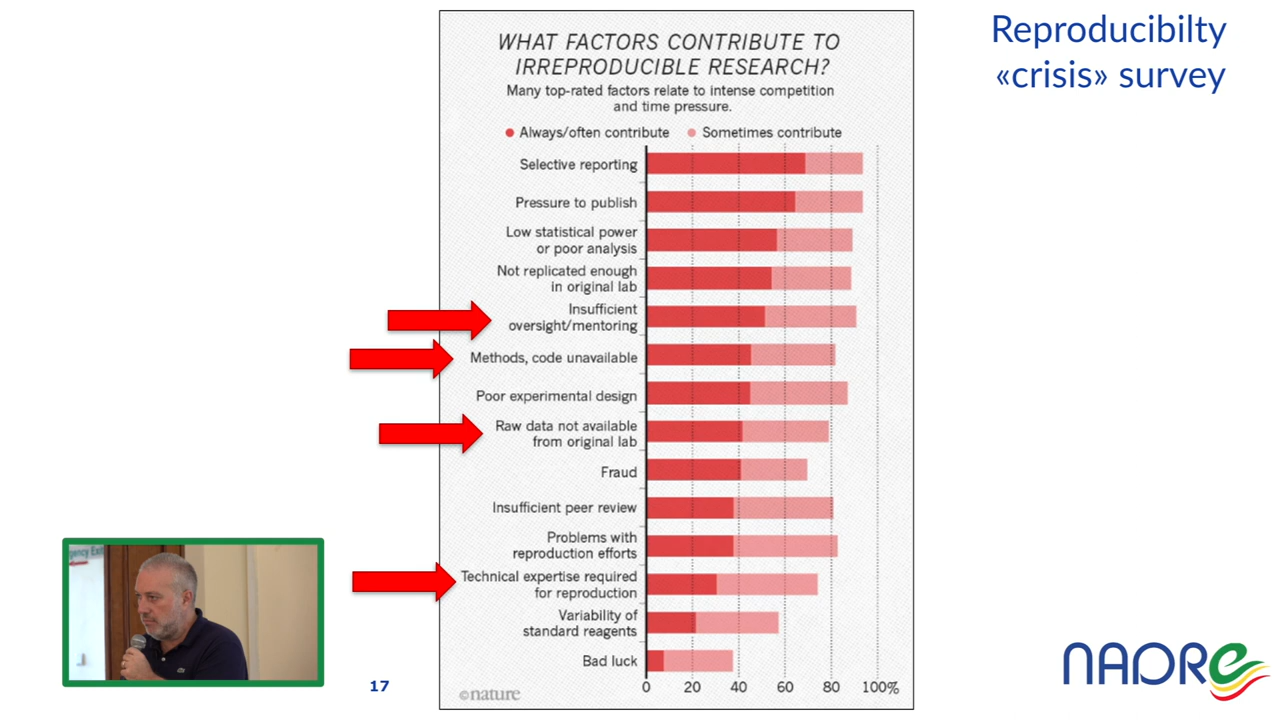 Reproducibilty
«crisis» survey
WHAT FACTORS CONTRIBUTE TO
IRREPRODUCIBLE RESEARCH?
Many top-rated factors relate to intense competition
and time pressure.
Always/often contribute
Sometimes contribute
Selective reporting
Pressure to publish
Low statistical power
or poor analysis
Not replicated enough
in original lab
Insufficient
oversight/mentoring
Methods, code unavailable
Poor experimental design
Raw data not available
from original lab
Fraud
Insufficient peer review
Problems with
reproduction efforts
Technical expertise required
for reproduction
Variability of
standard reagents
Bad luck
0 20 40 60 80 100%
©nature
17
NADRe